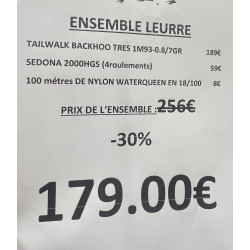 ENSEMBLE LEURRE
TAILWALK BACKHOO TRES 1M93-0.8/7GR 189€
SEDONA 2000HGS (4roulements) 59€
100 métres DE NYLON WATERQUEEN EN 18/100 8€
PRIX DE L'ENSEMBLE : 256€
-30%
179.00€